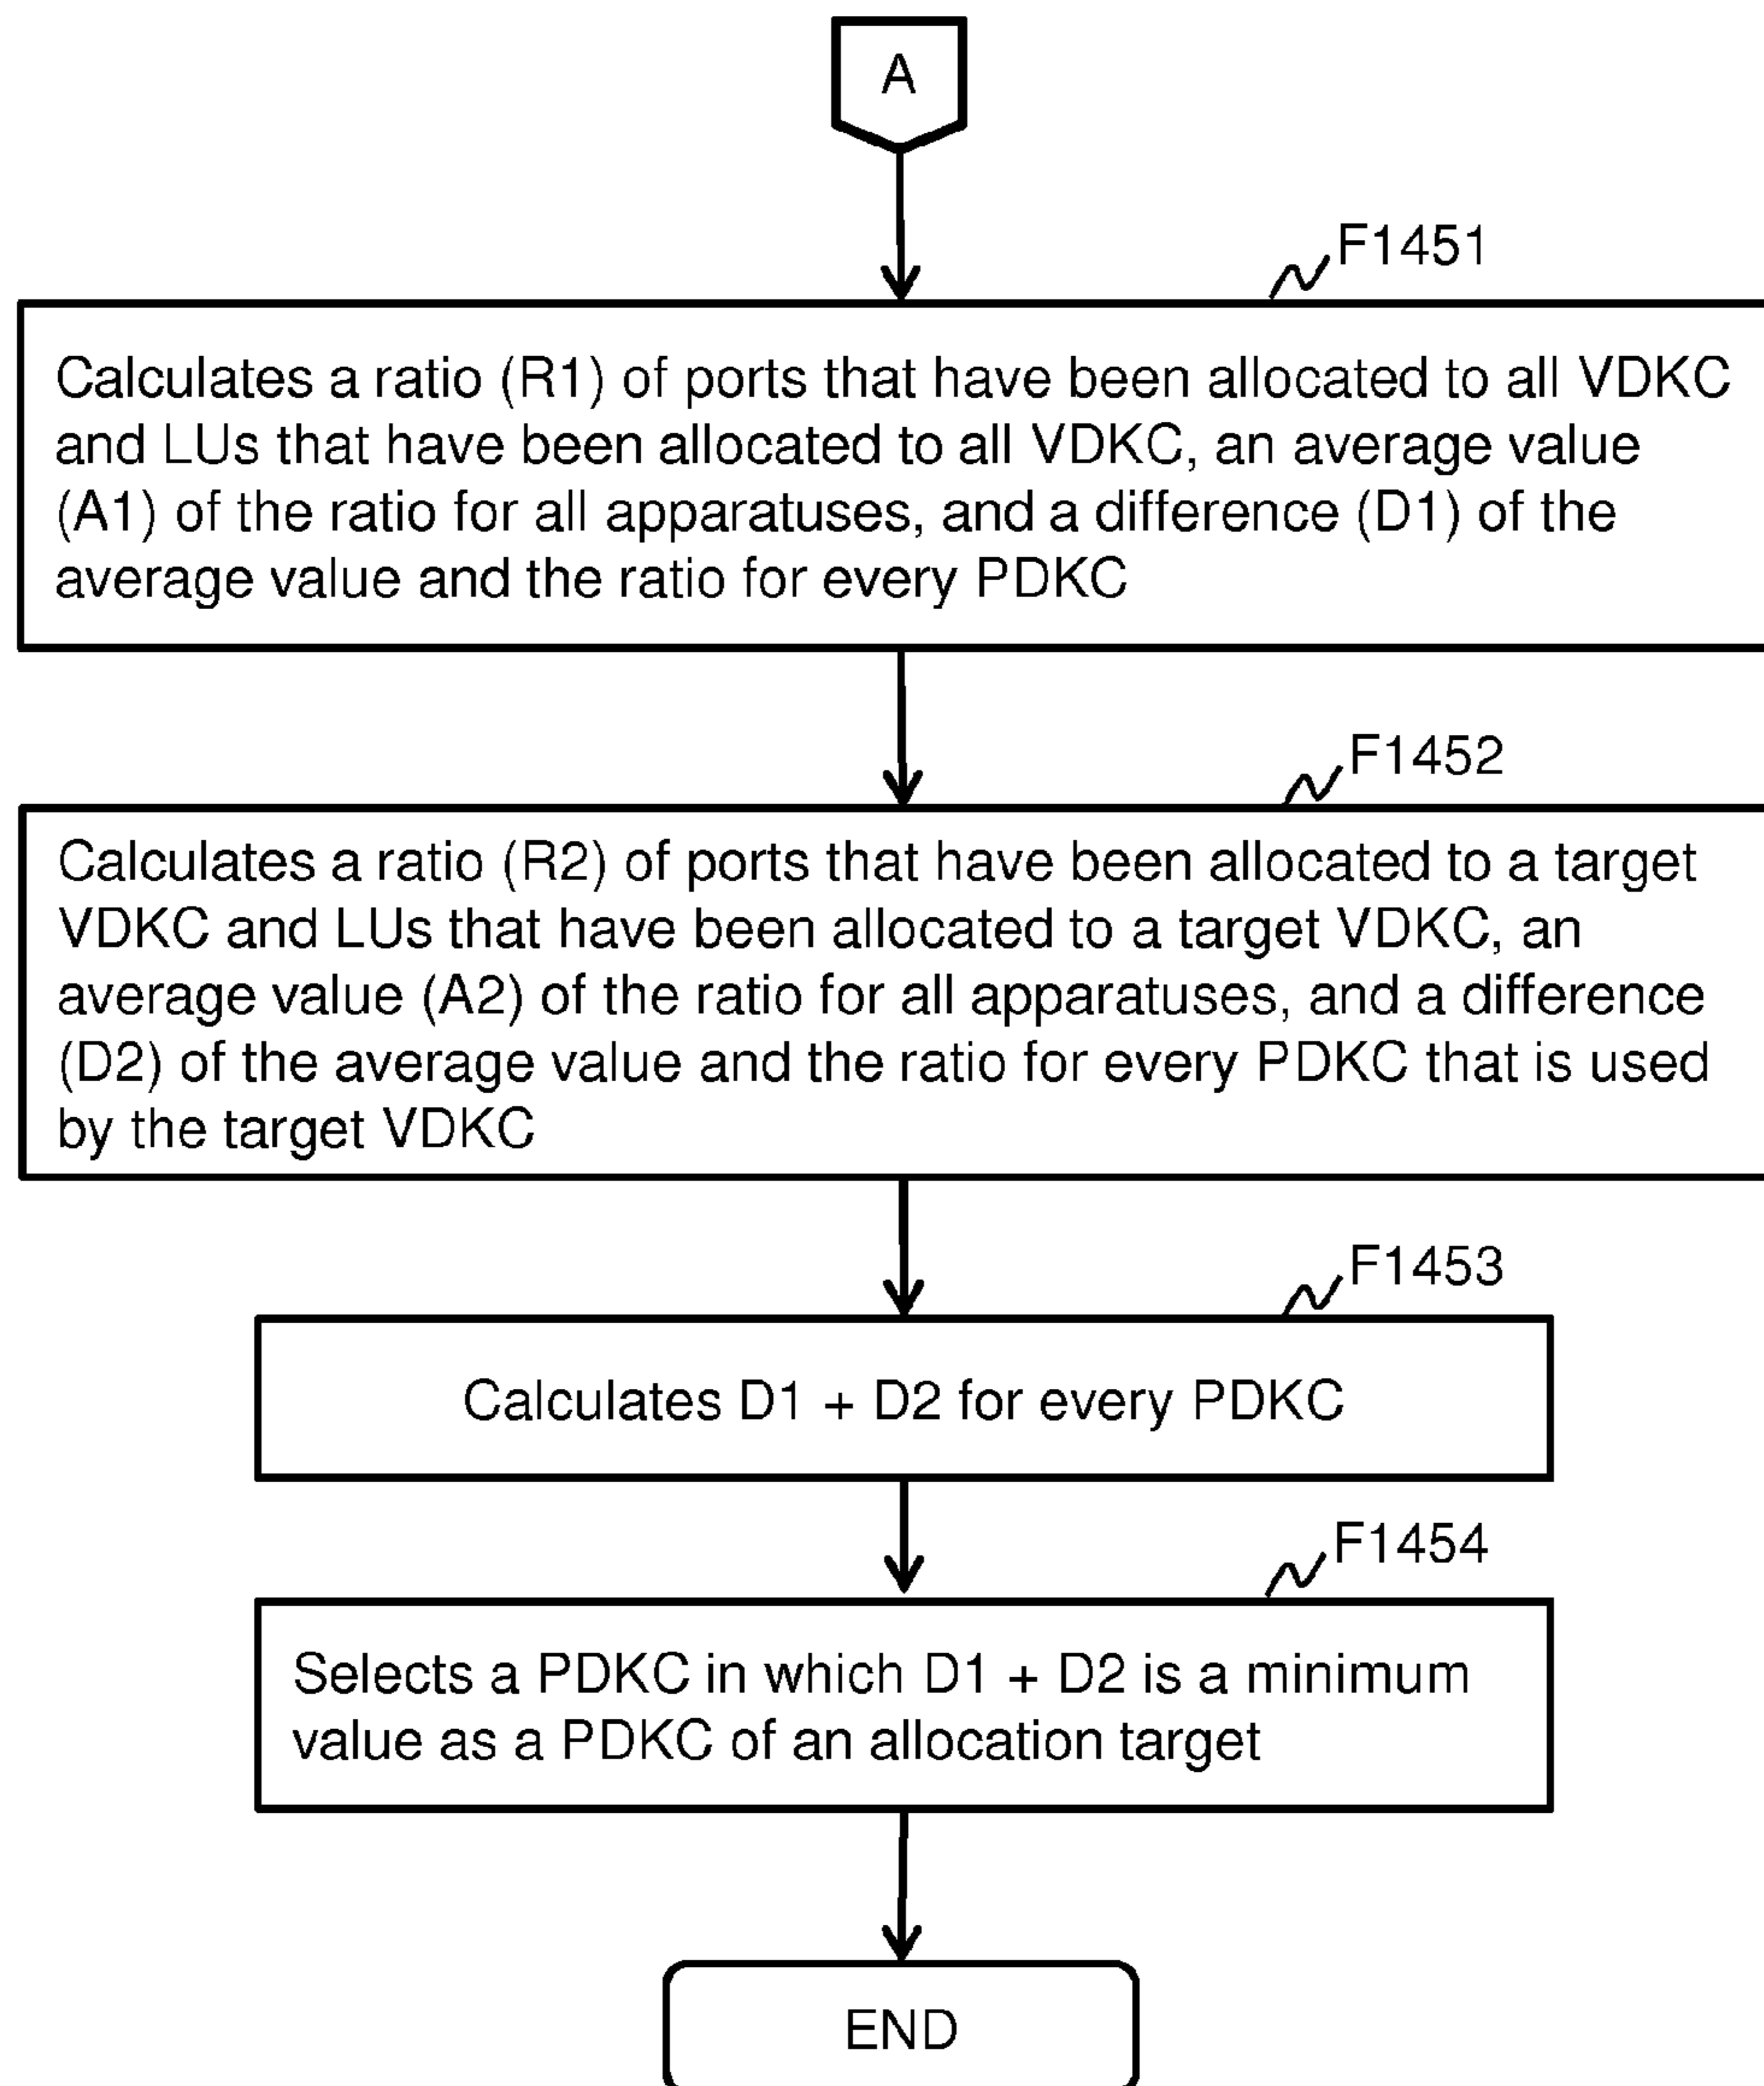 A
F1451
Calculates a ratio (R1) of ports that have been allocated to all VDKC
and LUs that have been allocated to all VDKC, an average value
(A1) of the ratio for all apparatuses, and a difference (D1) of the
average value and the ratio for every PDKC
F1452
Calculates a ratio (R2) of ports that have been allocated to a target
VDKC and LUs that have been allocated to a target VDKC, an
average value (A2) of the ratio for all apparatuses, and a difference
(D2) of the average value and the ratio for every PDKC that is used
by the target VDKC
F1453
Calculates D1 + D2 for every PDKC
F1454
Selects a PDKC in which D1 + D2 is a minimum
value as a PDKC of an allocation target
END